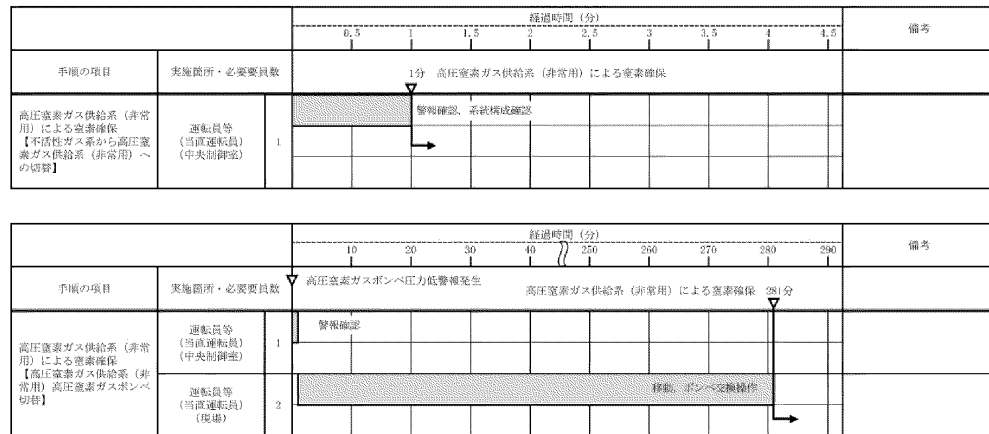 経過時間（分）
備考
0.5 1 1.5 2 2.5 3 3.5 4 4.5
手順の項目
実施箇所・必要要員数
1分 高圧窒素ガス供給系（非常用）による窒素確保
高圧窒素ガス供給系（非常
用）による窒素確保
【不活性ガス系から高圧窒
素ガス供給系（非常用）へ
の切替】
運転員等
（当直運転員）
（中央制御室）
1
警報確認、系統構成確認
経過時間（分）
備考
10 20 30 40 250 260 270 280 290
手順の項目
実施箇所・必要要員数
高圧窒素ガスボンベ圧力低警報発生
高圧窒素ガス供給系（非常用）による窒素確保 281分
高圧窒素ガス供給系（非常
用）による窒素確保
【高圧窒素ガス供給系（非
常用）高圧窒素ガスボンベ
切替】
運転員等
（当直運転員）
（中央制御室）
1
警報確認
運転員等
（当直運転員）
（現場）
2
移動、ボンベ交換操作